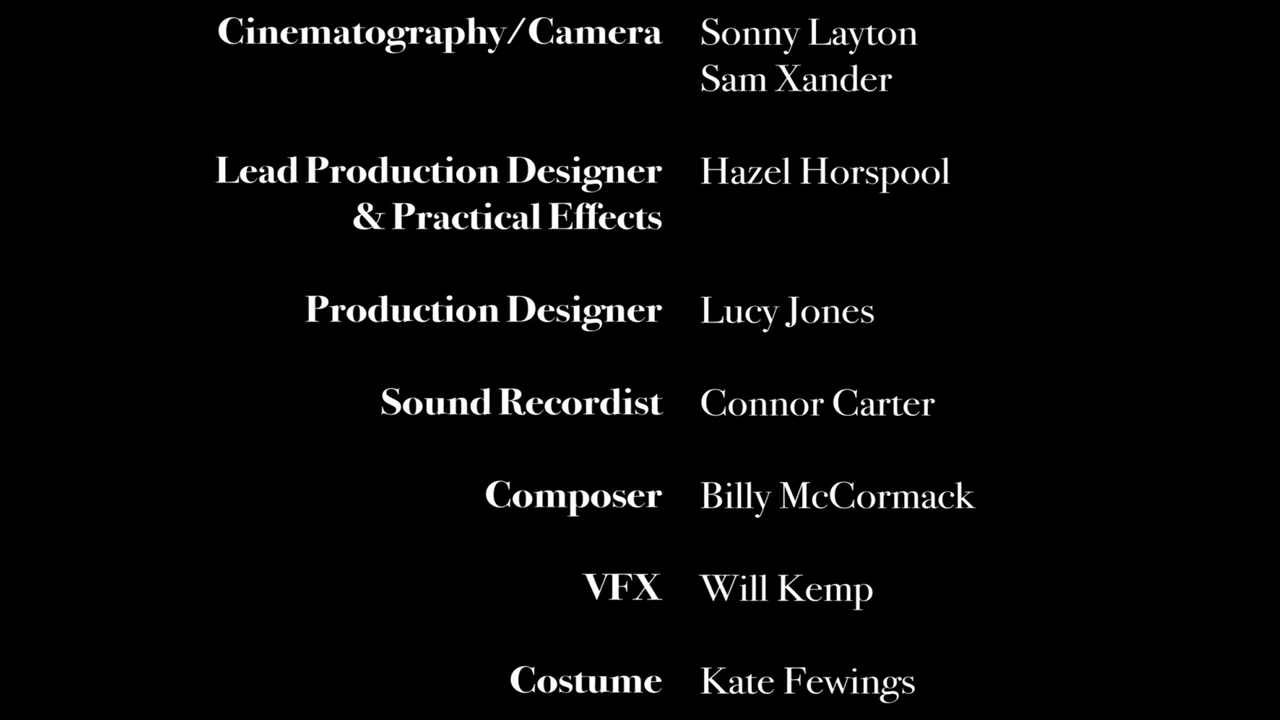 Cinematography/Camera Sonny Layton
Sam Xander
Lead Production Designer Hazel Horspool
& Practical Effects
Production Designer Lucy Jones
Sound Recordist Connor Carter
Composer Billy McCormack
VFX Will Kemp
Costume Kate Fewings